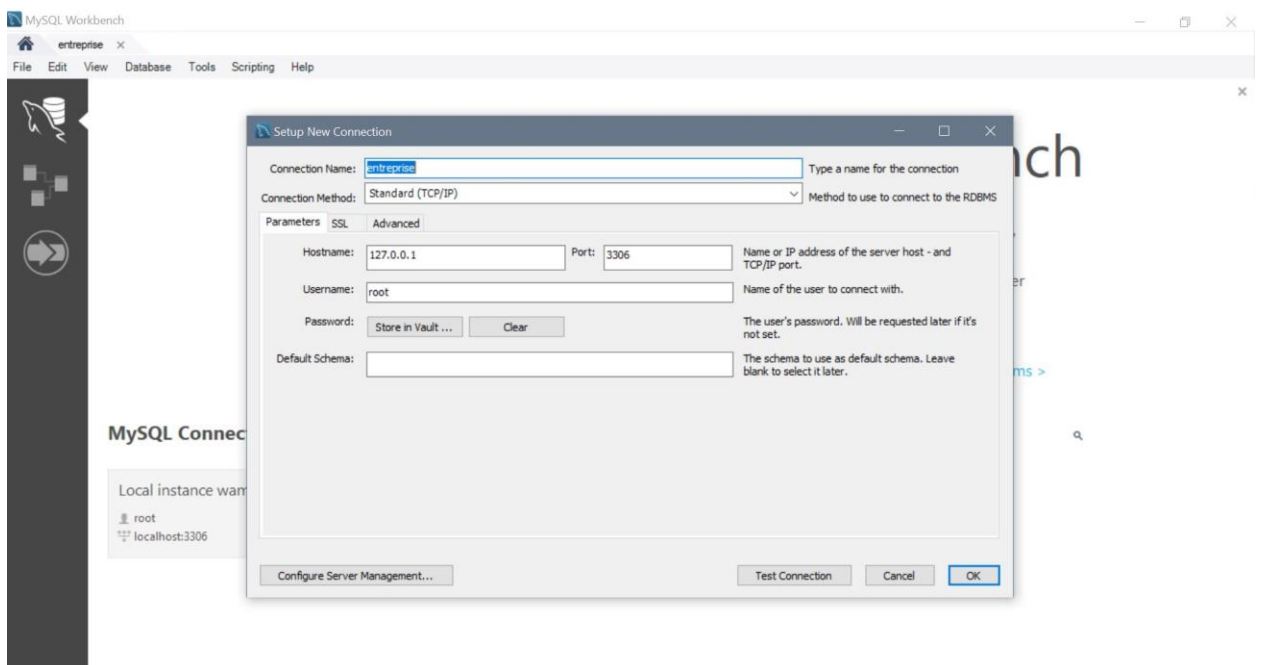 MySQL Workbench
entreprise
File Edit View Database Tools Scripting Help
Setup New Connection
Connection Name: entreprise Type a name for the connection
Connection Method: Standard (TCP/IP) Method to use to connect to the RDBMS
Parameters SSL Advanced
Hostname: 127.0.0.1 Port: 3306 Name or IP address of the server host - and
TCP/IP port.
Username: root Name of the user to connect with.
Password: Store in Vault ... Clear The user's password. Will be requested later if it's
not set.
Default Schema: The schema to use as default schema. Leave
blank to select it later.
nch
er
ms >
MySQL Connec
Local instance wam
root
localhost:3306
Configure Server Management... Test Connection Cancel OK